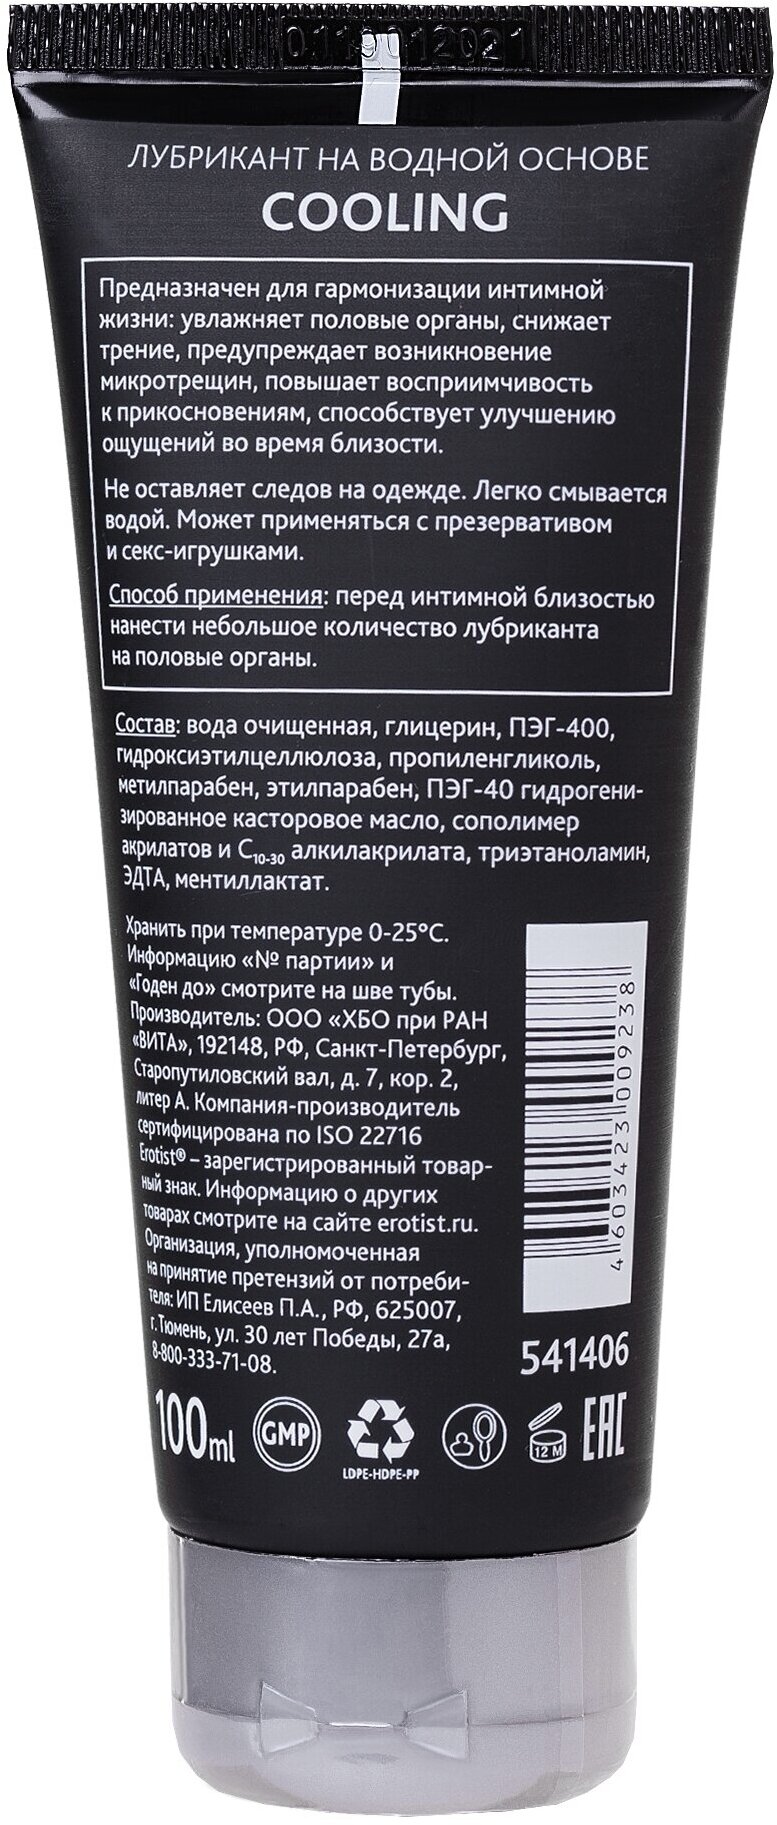 ЛУБРИКАНТ НА ВОДНОЙ ОСНОВЕ
COOLING
Предназначен для гармонизации интимной
жизни: увлажняет половые органы, снижает
трение, предупреждает возникновение
микротрещин, повышает восприимчивость
к прикосновениям, способствует улучшению
ощущений во время близости.
Не оставляет следов на одежде. Легко смывается
водой. Может применяться с презервативом
и секс-игрушками.
Способ применения: перед интимной близостью
нанести небольшое количество лубриканта
на половые органы.
Состав: вода очищенная, глицерин, ПЭГ-400,
гидроксиэтилцеллюлоза, пропиленгликоль,
метилпарабен, этилпарабен, ПЭГ-40 гидрогени-
зированное касторовое масло, сополимер
акрилатов и C10-30 алкилакрилата, триэтаноламин,
ЭДТА, ментиллактат.
Хранить при температуре 0-25°С.
Информацию «№ партии» и
«Годен до» смотрите на шве тубы.
Производитель: ООО «ХБО при РАН
«ВИТА», 192148, РФ, Санкт-Петербург,
Старопутиловский вал, д. 7, кор. 2,
литер А. Компания-производитель
сертифицирована по ISO 22716
Erotist® – зарегистрированный товар-
ный знак. Информацию о других
товарах смотрите на сайте erotist.ru.
Организация, уполномоченная
на принятие претензий от потреби-
теля: ИП Елисеев П.А., РФ, 625007,
г. Тюмень, ул. 30 лет Победы, 27а,
8-800-333-71-08.
4 603423 009238
541406
100ml
GMP
LDPE-HDPE-PP
12 M
EAC